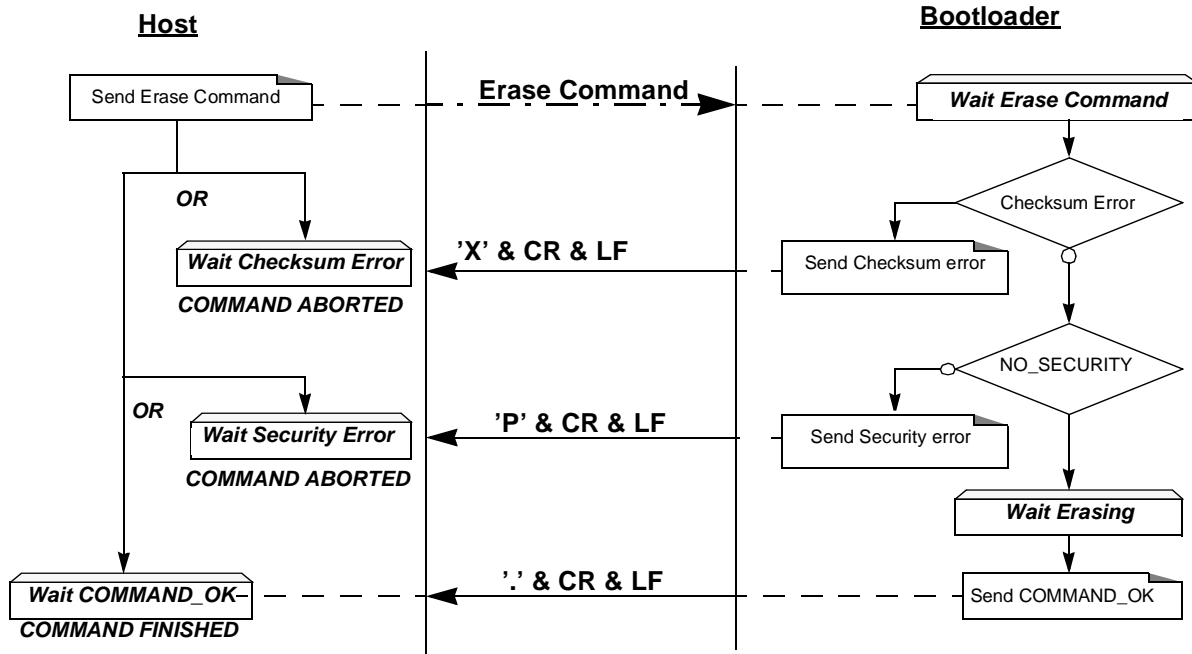 Host
Bootloader
Send Erase Command
Erase Command
Wait Erase Command
OR
Checksum Error
Wait Checksum Error
’X’ & CR & LF
Send Checksum error
COMMAND ABORTED
NO_SECURITY
OR
Wait Security Error
’P’ & CR & LF
Send Security error
COMMAND ABORTED
Wait Erasing
Wait COMMAND_OK
’.’ & CR & LF
Send COMMAND_OK
COMMAND FINISHED